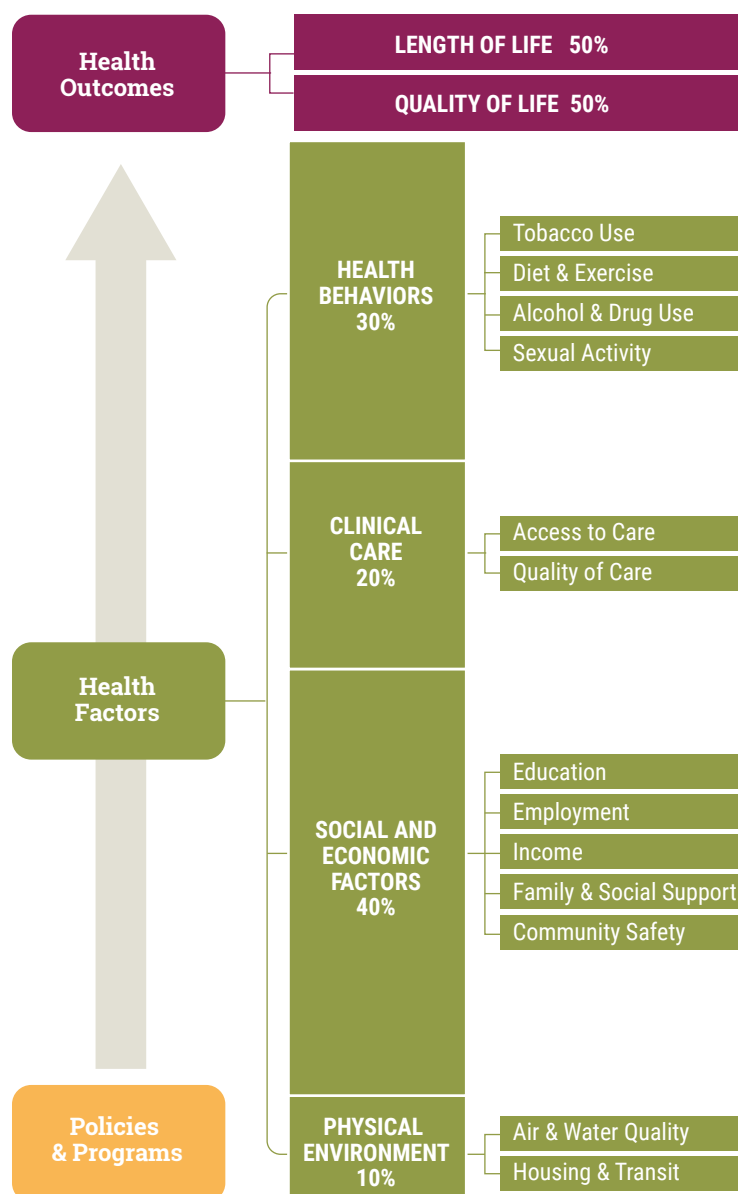 Health
Outcomes
LENGTH OF LIFE 50%
QUALITY OF LIFE 50%
HEALTH
BEHAVIORS
30%
Tobacco Use
Diet & Exercise
Alcohol & Drug Use
Sexual Activity
CLINICAL
CARE
20%
Access to Care
Quality of Care
Health
Factors
SOCIAL AND
ECONOMIC
FACTORS
40%
Education
Employment
Income
Family & Social Support
Community Safety
Policies
& Programs
PHYSICAL
ENVIRONMENT
10%
Air & Water Quality
Housing & Transit